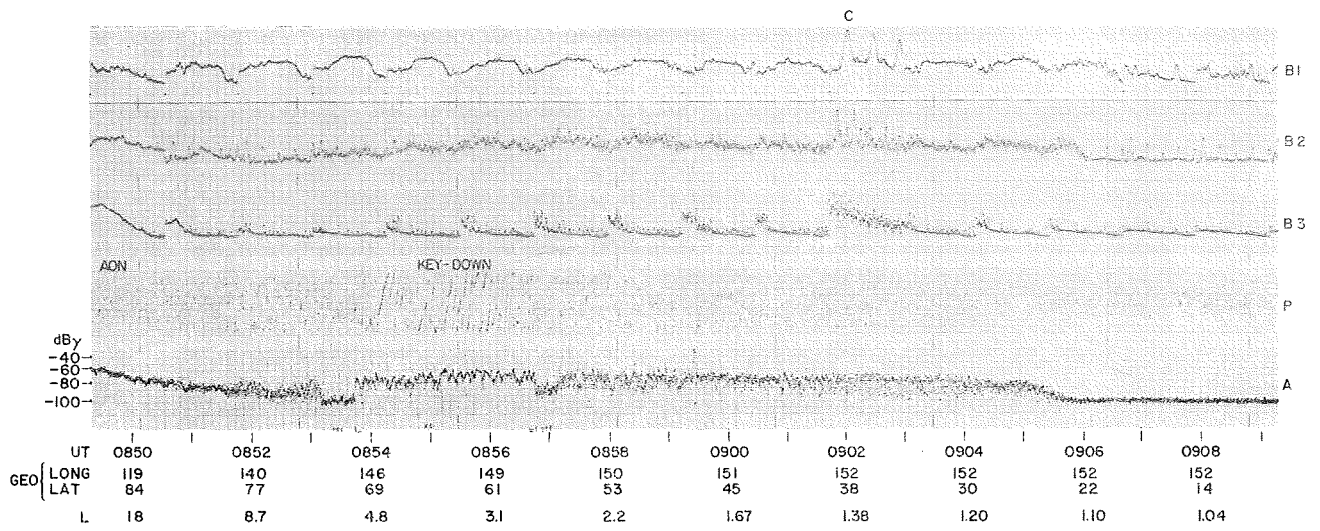 C
B1
B2
B3
AON KEY-DOWN
P
dBγ
-40
-60
-80
-100
A
UT 0850 0852 0854 0856 0858 0900 0902 0904 0906 0908
GEO { LONG 119 140 146 149 150 151 152 152 152 152
LAT 84 77 69 61 53 45 38 30 22 14
L 18 8.7 4.8 3.1 2.2 1.67 1.38 1.20 1.10 1.04